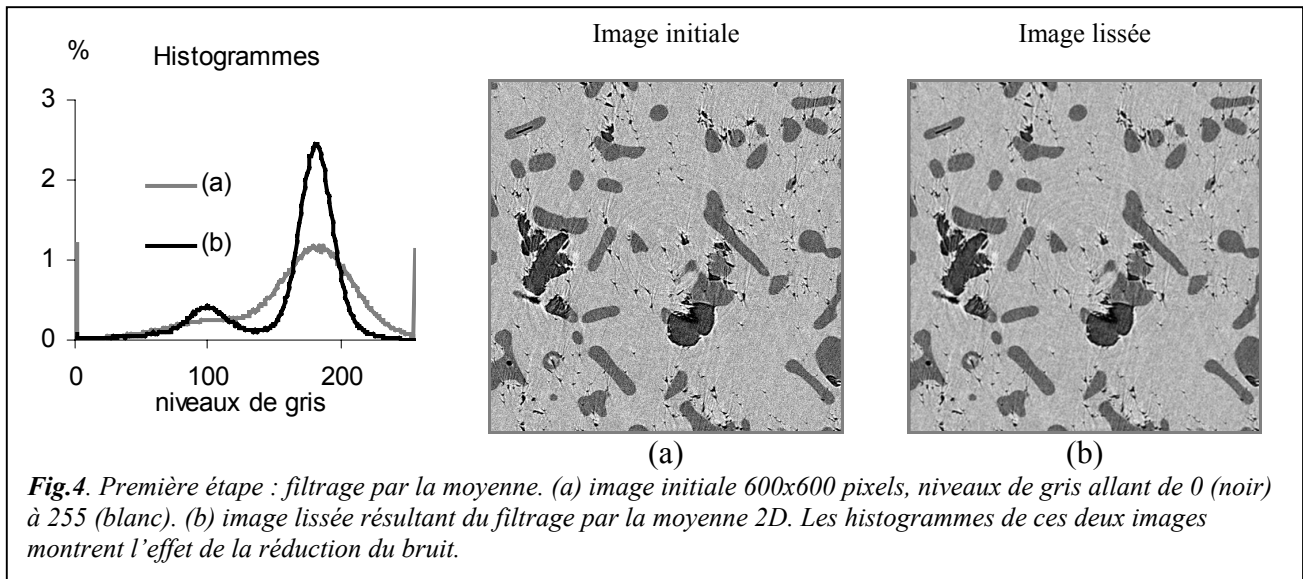 % Histogrammes
3
2
1
0
0 100 200
niveaux de gris
(a)
(b)
Image initiale
Image lissée
(a)
(b)
Fig.4. Première étape : filtrage par la moyenne. (a) image initiale 600x600 pixels, niveaux de gris allant de 0 (noir)
à 255 (blanc). (b) image lissée résultant du filtrage par la moyenne 2D. Les histogrammes de ces deux images
montrent l’effet de la réduction du bruit.